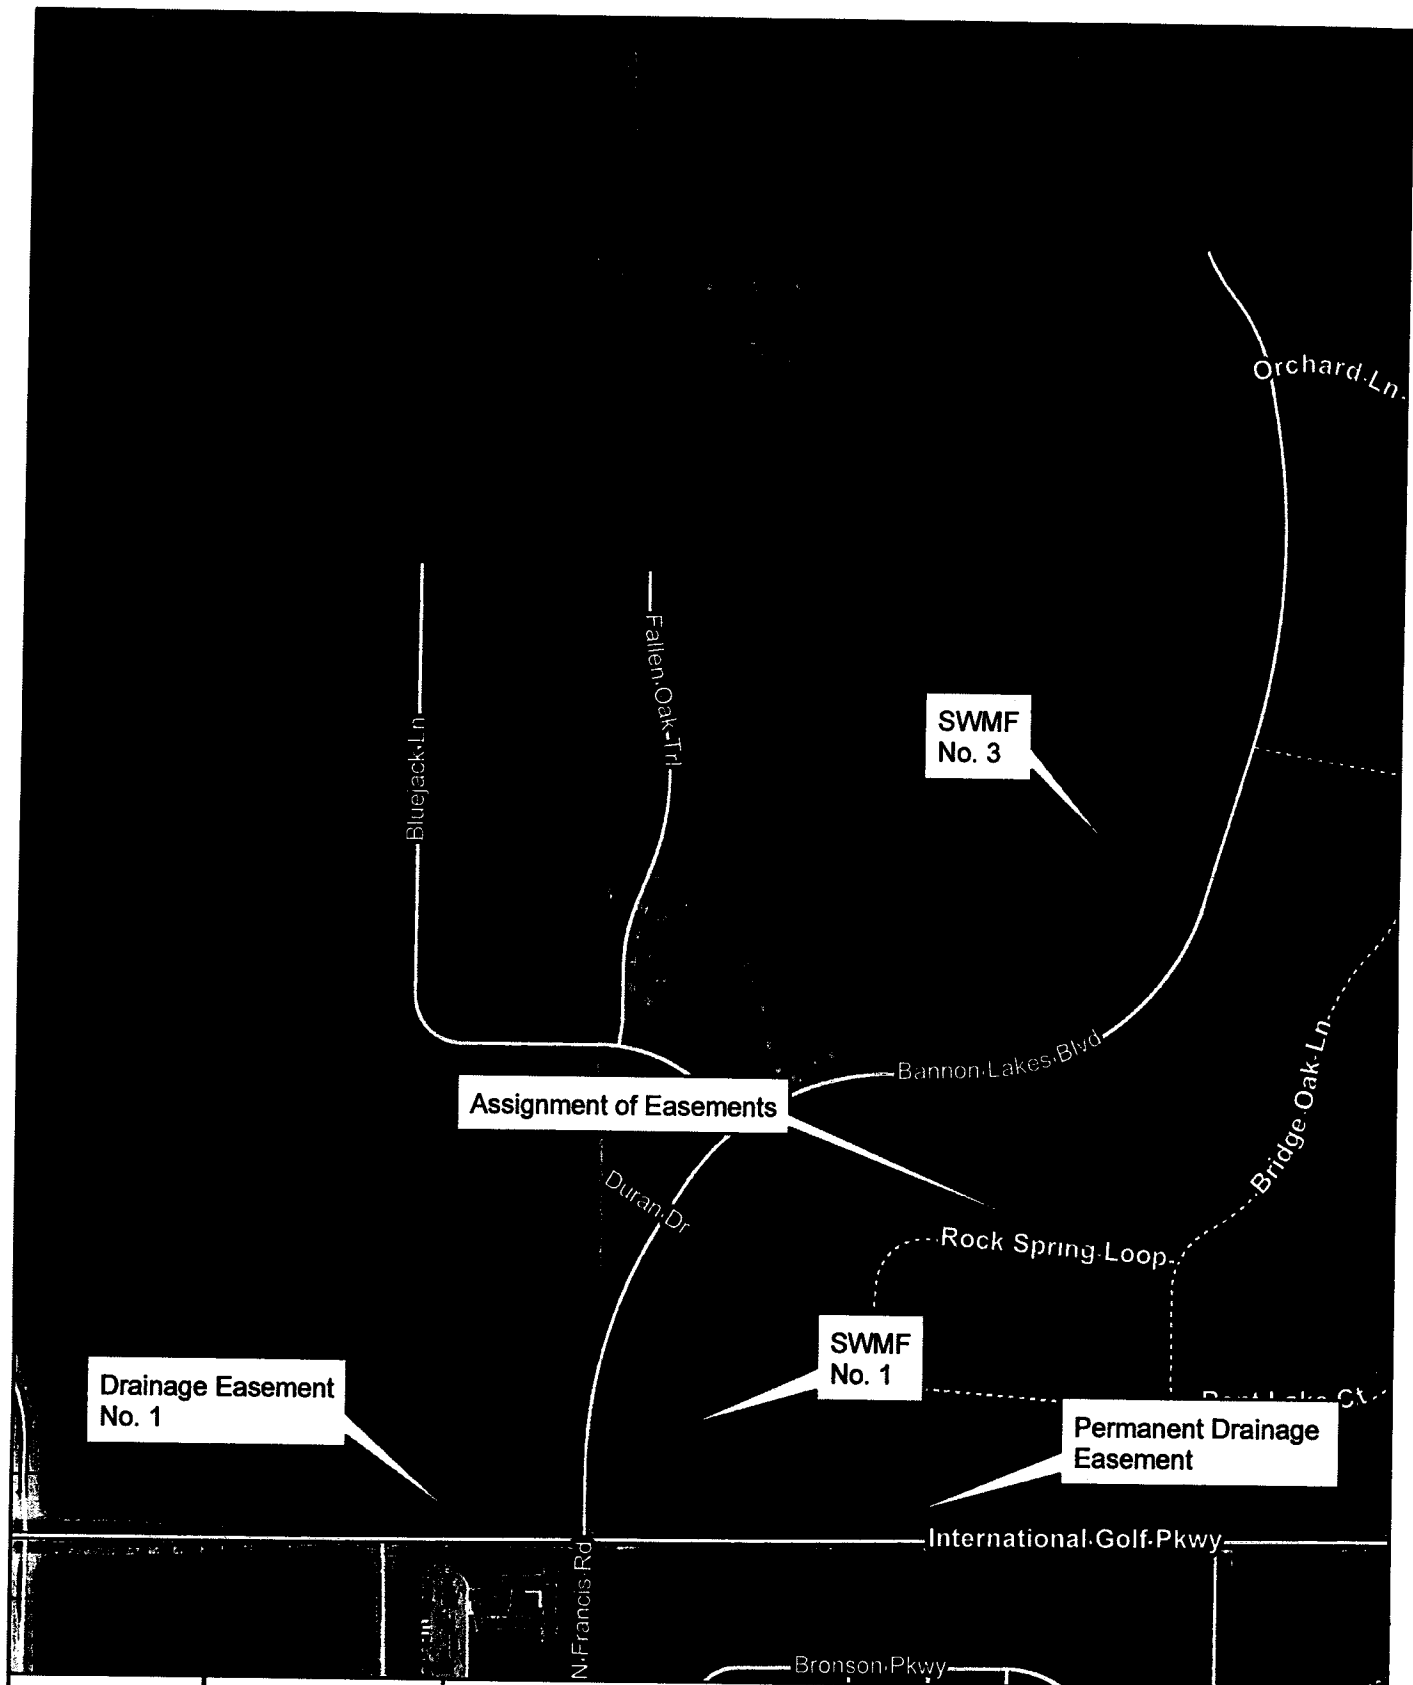 Orchard Ln
Fallen Oak Trl
SWMF
No. 3
Bluejack Ln
Bannon Lakes Blvd
Assignment of Easements
Bridge Oak Ln
Duran Dr
Rock Spring Loop
SWMF
No. 1
Drainage Easement
No. 1
Permanent Drainage
Easement
International Golf Pkwy
N Francis Rd
Bronson Pkwy